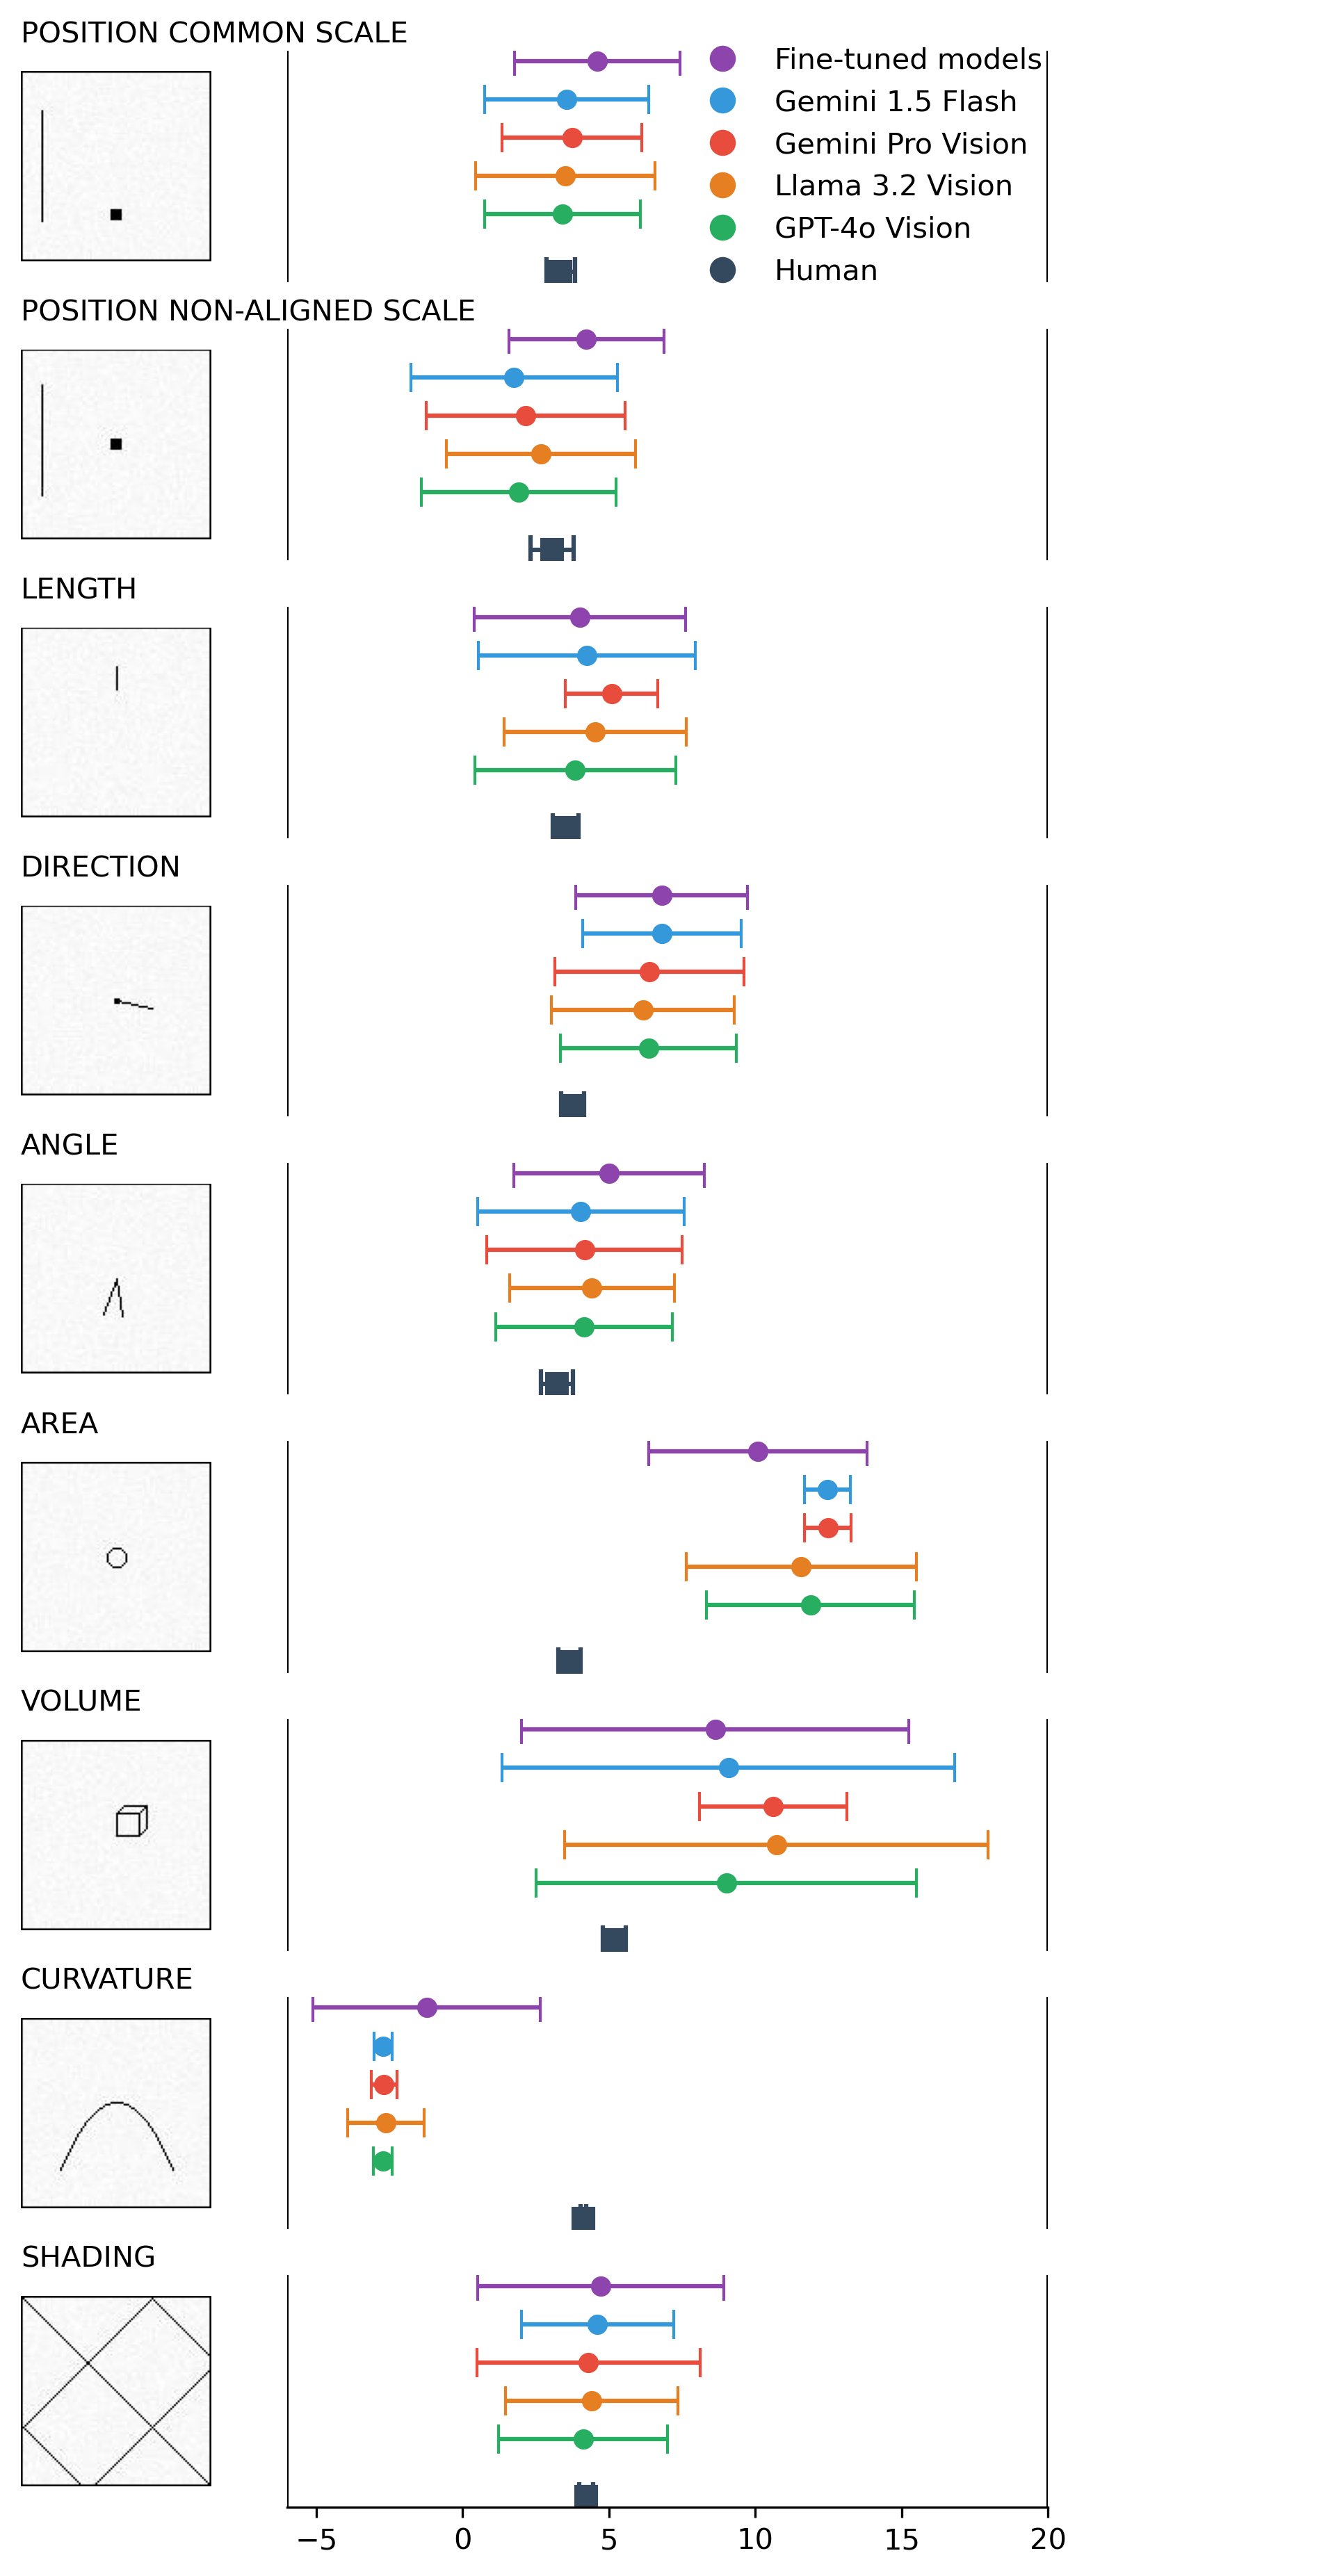 POSITION COMMON SCALE
Fine-tuned models
Gemini 1.5 Flash
Gemini Pro Vision
Llama 3.2 Vision
GPT-4o Vision
Human
POSITION NON-ALIGNED SCALE
LENGTH
DIRECTION
ANGLE
AREA
VOLUME
CURVATURE
SHADING
−5 0 5 10 15 20